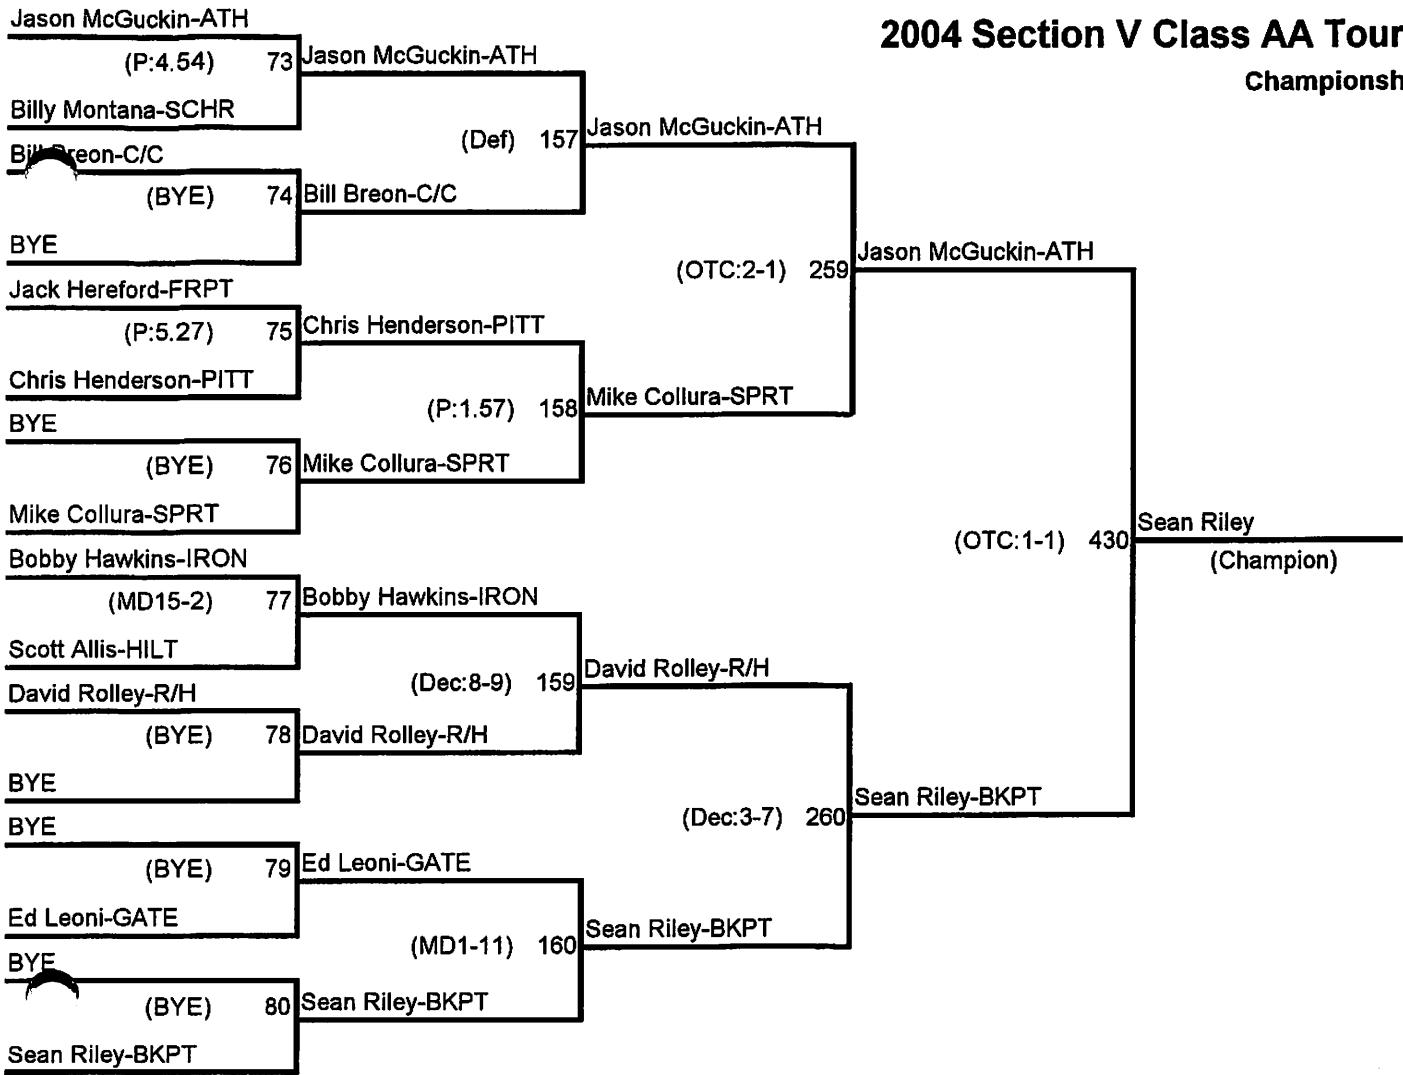 2004 Section V Class AA Tour
Championsh
Jason McGuckin-ATH
(P:4.54) 73
Billy Montana-SCHR
Bill Breon-C/C
(BYE) 74
BYE
Jack Hereford-FRPT
(P:5.27) 75
Chris Henderson-PITT
BYE
(BYE) 76
Mike Collura-SPRT
Bobby Hawkins-IRON
(MD15-2) 77
Scott Allis-HILT
David Rolley-R/H
(BYE) 78
BYE
BYE
(BYE) 79
Ed Leoni-GATE
BYE
(BYE) 80
Sean Riley-BKPT
Jason McGuckin-ATH
(Def) 157
Bill Breon-C/C
Chris Henderson-PITT
(P:1.57) 158
Mike Collura-SPRT
Bobby Hawkins-IRON
(Dec:8-9) 159
David Rolley-R/H
Ed Leoni-GATE
(MD1-11) 160
Sean Riley-BKPT
Jason McGuckin-ATH
(OTC:2-1) 259
Mike Collura-SPRT
David Rolley-R/H
(Dec:3-7) 260
Sean Riley-BKPT
Jason McGuckin-ATH
(OTC:1-1) 430
Sean Riley-BKPT
Sean Riley
(Champion)